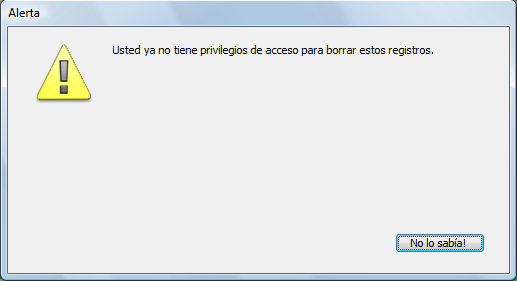 Alerta
Usted ya no tiene privilegios de acceso para borrar estos registros.
No lo sabía!